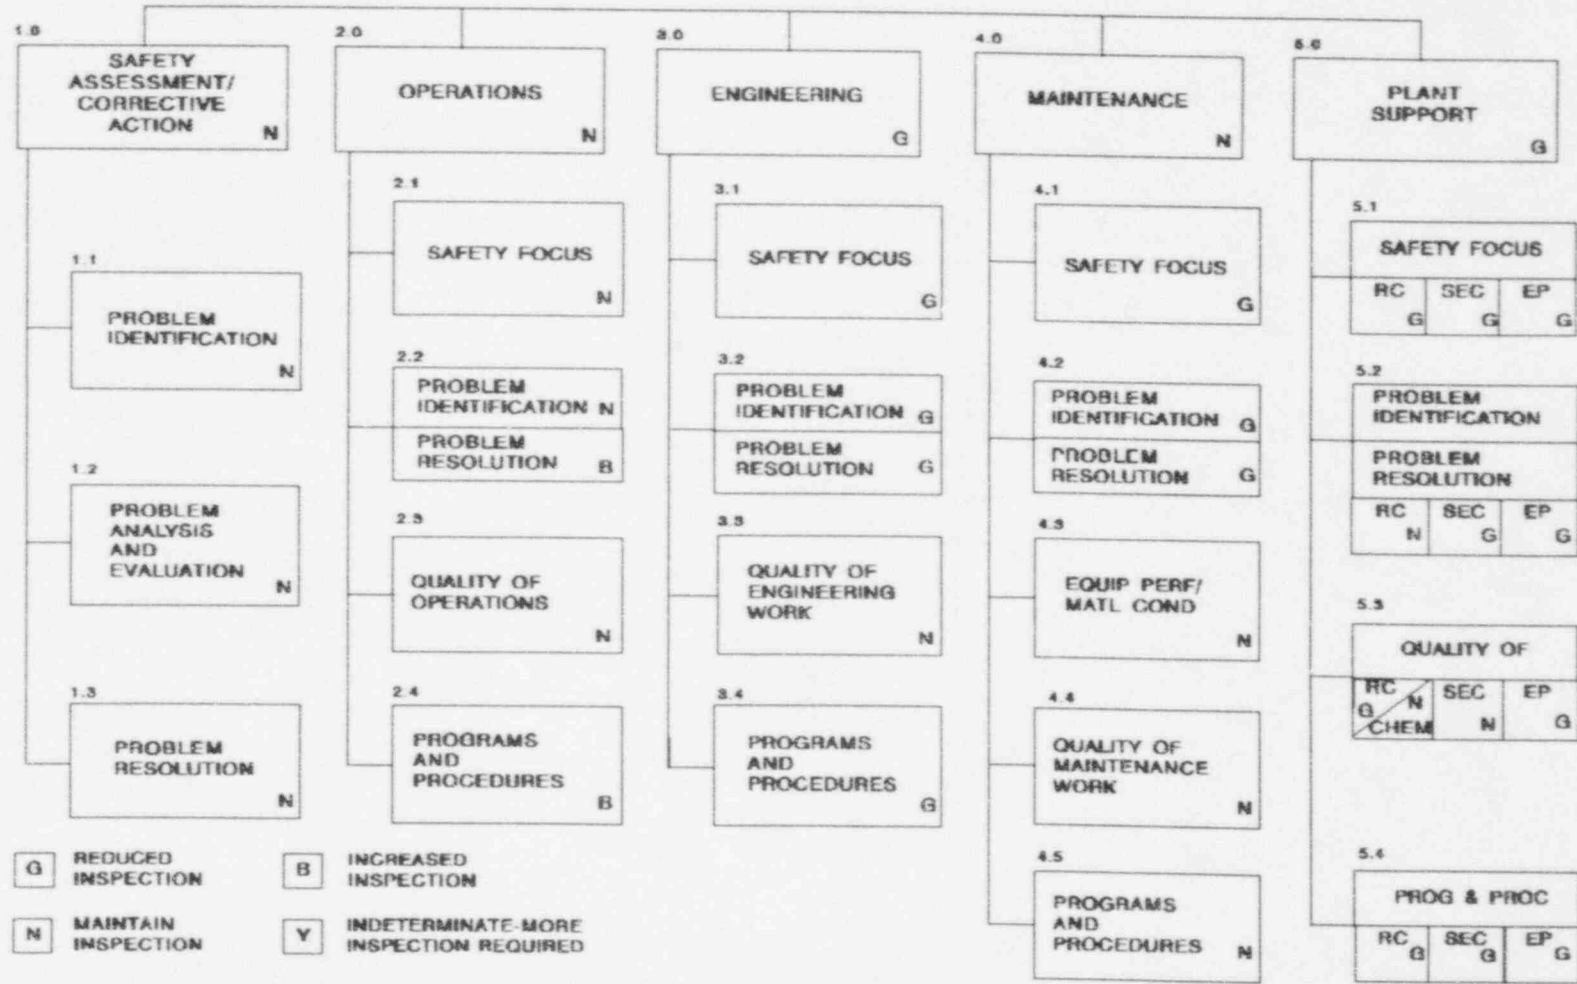 1.0
SAFETY
ASSESSMENT/
CORRECTIVE
ACTION
N
1.1
PROBLEM
IDENTIFICATION
N
1.2
PROBLEM
ANALYSIS
AND
EVALUATION
N
1.3
PROBLEM
RESOLUTION
N
2.0
OPERATIONS
N
2.1
SAFETY FOCUS
N
2.2
PROBLEM
IDENTIFICATION N
PROBLEM
RESOLUTION B
2.3
QUALITY OF
OPERATIONS
N
2.4
PROGRAMS
AND
PROCEDURES
B
3.0
ENGINEERING
G
3.1
SAFETY FOCUS
G
3.2
PROBLEM
IDENTIFICATION G
PROBLEM
RESOLUTION G
3.3
QUALITY OF
ENGINEERING
WORK
N
3.4
PROGRAMS
AND
PROCEDURES
G
4.0
MAINTENANCE
N
4.1
SAFETY FOCUS
G
4.2
PROBLEM
IDENTIFICATION G
PROBLEM
RESOLUTION G
4.3
EQUIP PERF/
MATL COND
N
4.4
QUALITY OF
MAINTENANCE
WORK
N
4.5
PROGRAMS
AND
PROCEDURES
N
5.0
PLANT
SUPPORT
G
5.1
SAFETY FOCUS
RC SEC EP
G G G
5.2
PROBLEM
IDENTIFICATION
PROBLEM
RESOLUTION
RC SEC EP
N G G
5.3
QUALITY OF
RC N SEC EP
G CHEM N G
5.4
PROG & PROC
RC SEC EP
G G G
G REDUCED
INSPECTION
B INCREASED
INSPECTION
N MAINTAIN
INSPECTION
Y INDETERMINATE-MORE
INSPECTION REQUIRED